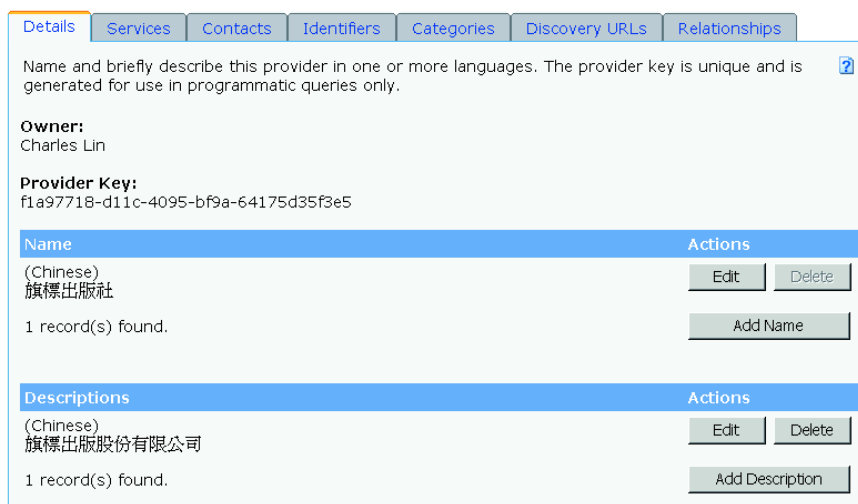 Details Services Contacts Identifiers Categories Discovery URLs Relationships
Name and briefly describe this provider in one or more languages. The provider key is unique and is
generated for use in programmatic queries only.
?
Owner:
Charles Lin
Provider Key:
f1a97718-d11c-4095-bf9a-64175d35f3e5
Name Actions
(Chinese)
旗標出版社
Edit Delete
1 record(s) found.
Add Name
Descriptions Actions
(Chinese)
旗標出版股份有限公司
Edit Delete
1 record(s) found.
Add Description